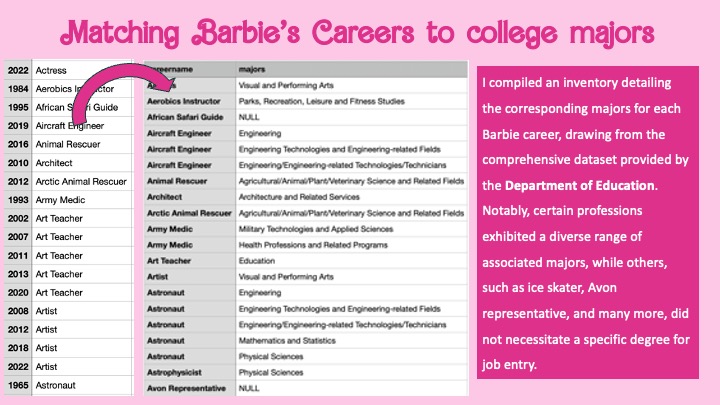 Matching Barbie's Careers to college majors
2022 Actress
1984 Aerobics
1995 African Guide
2019 Aircraft Engineer
2016 Animal Rescuer
2010 Architect
2012 Arctic Animal Rescuer
1993 Army Medic
2002 Art Teacher
2007 Art Teacher
2011 Art Teacher
2013 Art Teacher
2020 Art Teacher
2008 Artist
2012 Artist
2018 Artist
2022 Artist
1965 Astronaut
majors
Visual and Performing Arts
Aerobics Instructor Parks, Recreation, Leisure and Fitness Studies
African Safari Guide NULL
Aircraft Engineer Engineering
Aircraft Engineer Engineering Technologies and Engineering-related Fields
Aircraft Engineer Engineering/Engineering-related Technologies/Technicians
Animal Rescuer Agricultural/Animal/Plant/Veterinary Science and Related Fields
Architect Architecture and Related Services
Arctic Animal Rescuer Agricultural/Animal/Plant/Veterinary Science and Related Fields
Army Medic Military Technologies and Applied Sciences
Army Medic Health Professions and Related Programs
Art Teacher Education
Artist Visual and Performing Arts
Astronaut Engineering
Astronaut Engineering Technologies and Engineering-related Fields
Astronaut Engineering/Engineering-related Technologies/Technicians
Astronaut Mathematics and Statistics
Astronaut Physical Sciences
Astrophysicist Physical Sciences
Avon Representative NULL
I compiled an inventory detailing
the corresponding majors for each
Barbie career, drawing from the
comprehensive dataset provided by
the Department of Education.
Notably, certain professions
exhibited a diverse range of
associated majors, while others,
such as ice skater, Avon
representative, and many more, did
not necessitate a specific degree for
job entry.